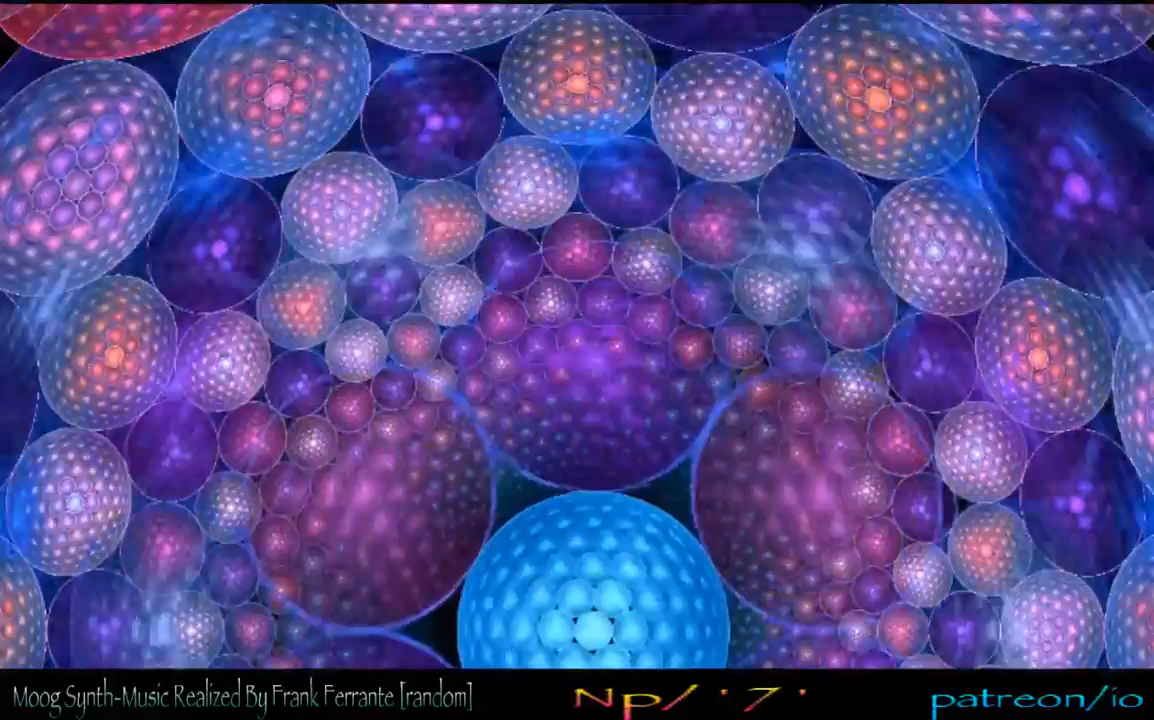 Moog Synth-Music Realized By Frank Ferrante [random]
Np/ ' 7 '
patreon/io